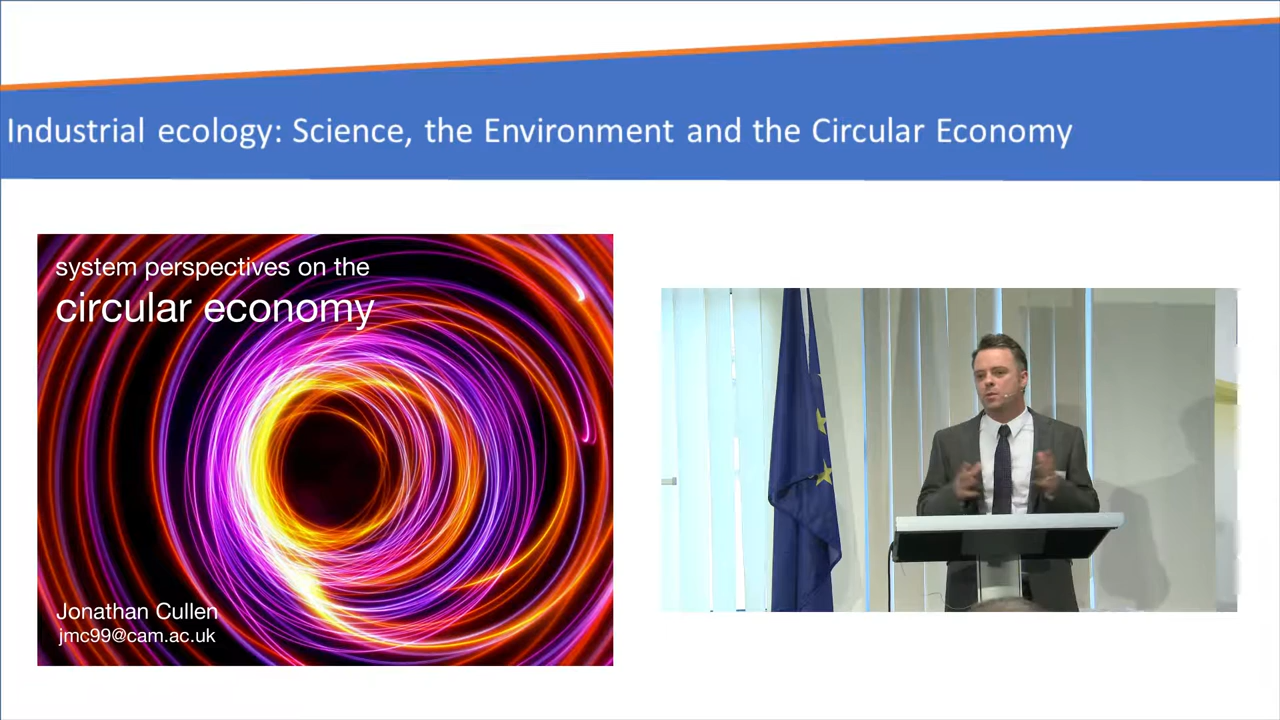 Industrial ecology: Science, the Environment and the Circular Economy
system perspectives on the
circular economy
Jonathan Cullen
jmc99@cam.ac.uk